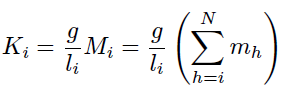 $K_i = \frac{g}{l_i} M_i = \frac{g}{l_i} \left( \sum_{h=i}^{N} m_h \right)$